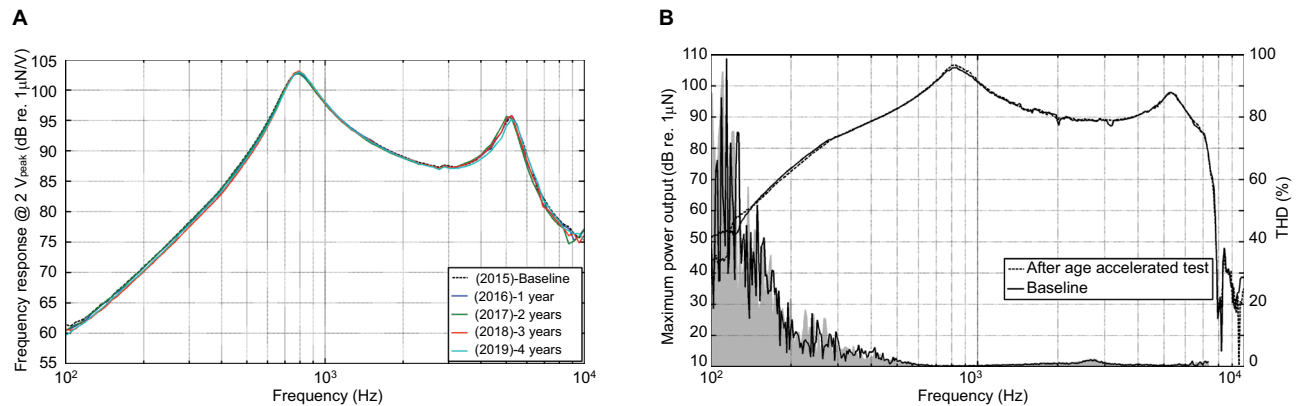 A
Frequency response @ 2 V_peak (dB re. 1µN/V)
105
100
95
90
85
80
75
70
65
60
55
(2015)-Baseline
(2016)-1 year
(2017)-2 years
(2018)-3 years
(2019)-4 years
10²
10³
10⁴
Frequency (Hz)
B
Maximum power output (dB re. 1µN)
110
100
90
80
70
60
50
40
30
20
10
After age accelerated test
Baseline
100
80
60
40
20
0
THD (%)
10²
10³
10⁴
Frequency (Hz)